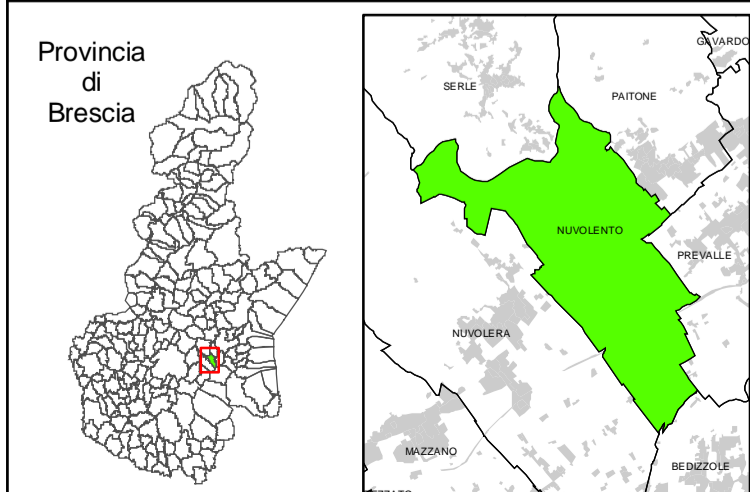 Provincia
di
Brescia
GAVARDO
SERLE
PAITONE
NUVOLENTO
PREVALLE
NUVOLERA
MAZZANO
BEDIZZOLE